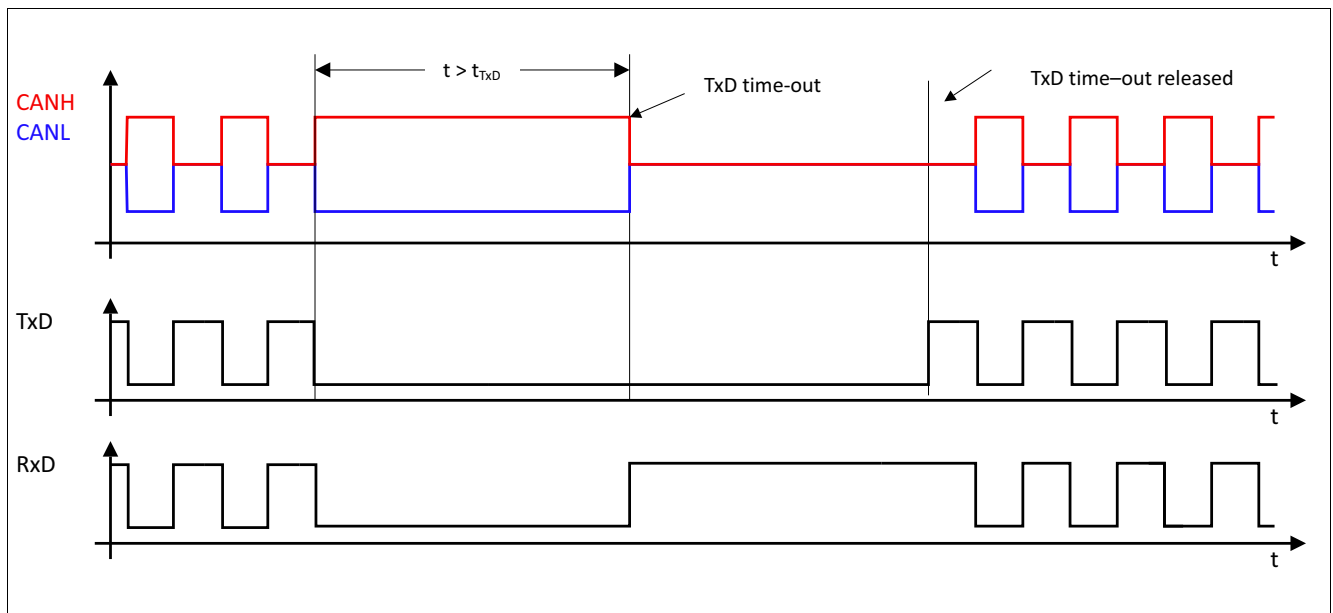 t > tTxD
TxD time-out
TxD time–out released
CANH
CANL
t
TxD
t
RxD
t